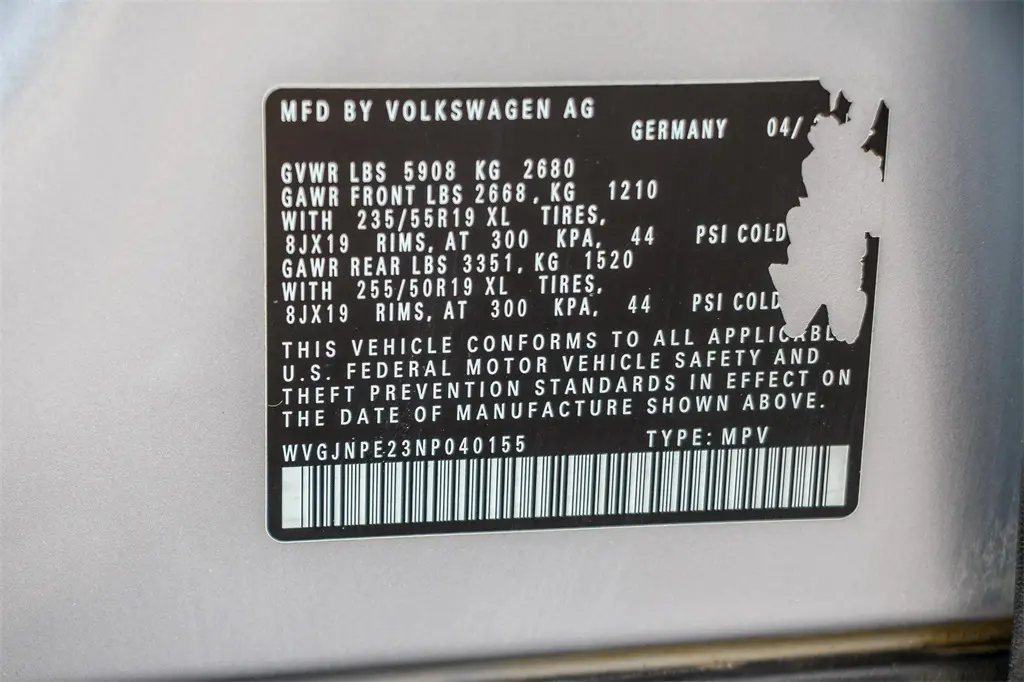 MFD BY VOLKSWAGEN AG
GERMANY 04/
GVWR LBS 5908 KG 2680
GAWR FRONT LBS 2668, KG 1210
WITH 235/55R19 XL TIRES,
8JX19 RIMS, AT 300 KPA, 44 PSI COLD
GAWR REAR LBS 3351, KG 1520
WITH 255/50R19 XL TIRES,
8JX19 RIMS, AT 300 KPA, 44 PSI COLD
THIS VEHICLE CONFORMS TO ALL APPLICABLE
U.S. FEDERAL MOTOR VEHICLE SAFETY AND
THEFT PREVENTION STANDARDS IN EFFECT ON
THE DATE OF MANUFACTURE SHOWN ABOVE.
WVGJNPE23NP040155 TYPE: MPV